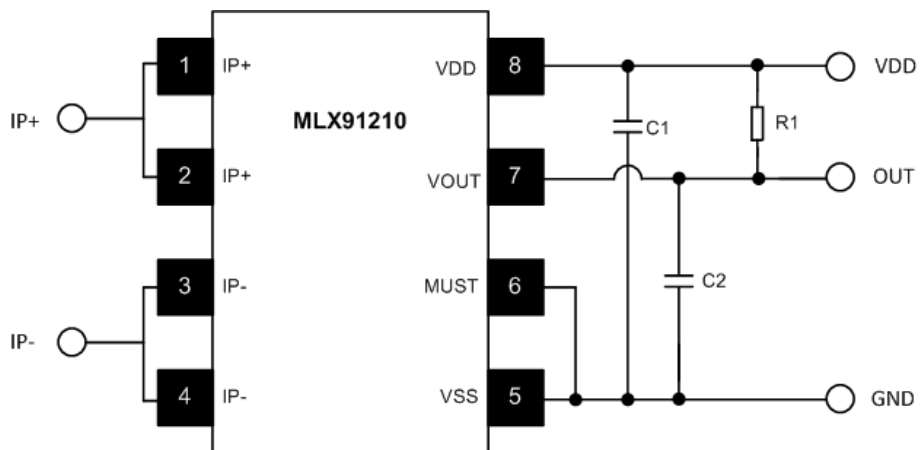 1 IP+
IP+
2 IP+
3 IP-
IP-
4 IP-
MLX91210
VDD 8
VDD
C1
R1
VOUT 7
OUT
MUST 6
C2
VSS 5
GND